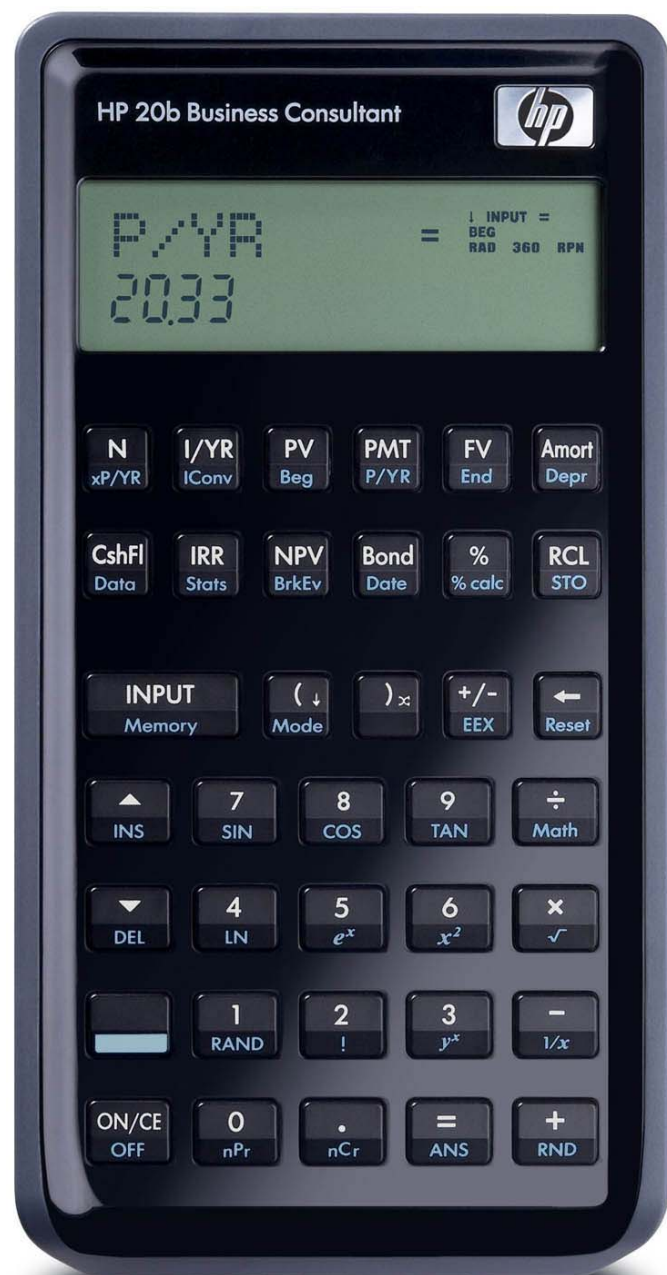 HP 20b Business Consultant
hp
P/YR = ↓ INPUT =
BEG
RAD 360 RPN
20.33
N I/YR PV PMT FV Amort
xP/YR IConv Beg P/YR End Depr
CshFl IRR NPV Bond % RCL
Data Stats BrkEv Date % calc STO
INPUT ( ↓ ) +/- ←
Memory Mode EEX Reset
▲ 7 8 9 ÷
INS SIN COS TAN Math
▼ 4 5 6 ×
DEL LN eˣ x² √
1 2 3 −
RAND ! yˣ 1/x
ON/CE 0 . = +
OFF nPr nCr ANS RND